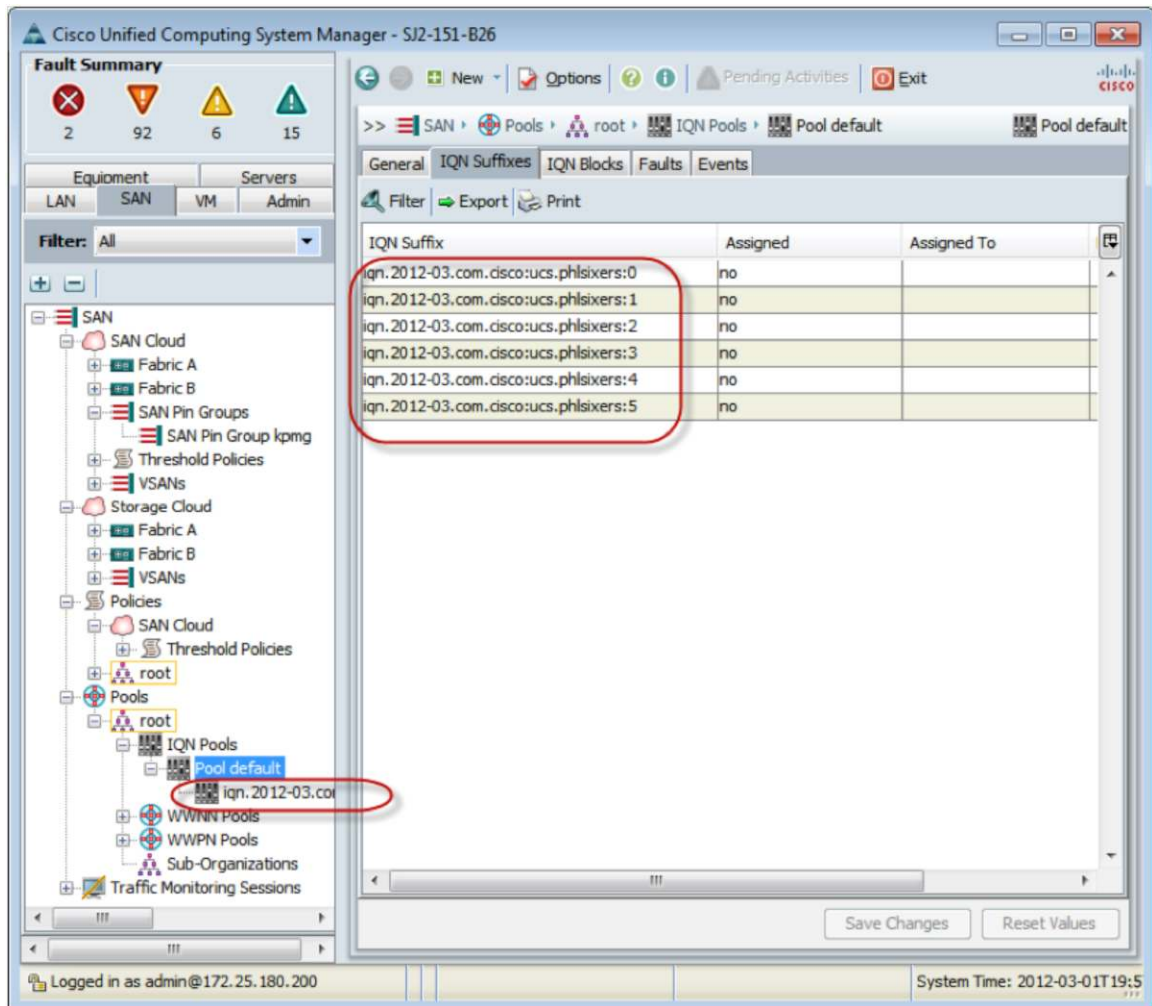 Cisco Unified Computing System Manager - SJ2-151-B26
Fault Summary
2 92 6 15
Equipment Servers
LAN SAN VM Admin
Filter: All
SAN
SAN Cloud
Fabric A
Fabric B
SAN Pin Groups
SAN Pin Group kpmg
Threshold Policies
VSANs
Storage Cloud
Fabric A
Fabric B
VSANs
Policies
SAN Cloud
Threshold Policies
root
Pools
root
IQN Pools
Pool default
iqn.2012-03.co
WWNN Pools
WWPN Pools
Sub-Organizations
Traffic Monitoring Sessions
New Options Pending Activities Exit
CISCO
>> SAN Pools root IQN Pools Pool default Pool default
General IQN Suffixes IQN Blocks Faults Events
Filter Export Print
IQN Suffix Assigned Assigned To
iqn.2012-03.com.cisco:ucs.phlsixers:0 no
iqn.2012-03.com.cisco:ucs.phlsixers:1 no
iqn.2012-03.com.cisco:ucs.phlsixers:2 no
iqn.2012-03.com.cisco:ucs.phlsixers:3 no
iqn.2012-03.com.cisco:ucs.phlsixers:4 no
iqn.2012-03.com.cisco:ucs.phlsixers:5 no
Save Changes Reset Values
Logged in as admin@172.25.180.200 System Time: 2012-03-01T19:5